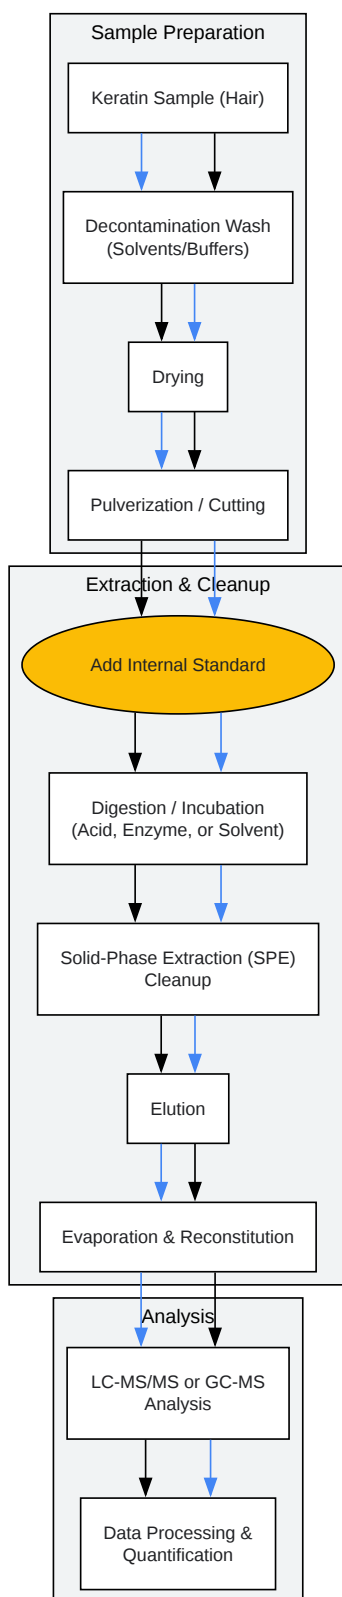 Sample Preparation
Keratin Sample (Hair)
Decontamination Wash
(Solvents/Buffers)
Drying
Pulverization / Cutting
Extraction & Cleanup
Add Internal Standard
Digestion / Incubation
(Acid, Enzyme, or Solvent)
Solid-Phase Extraction (SPE)
Cleanup
Elution
Evaporation & Reconstitution
Analysis
LC-MS/MS or GC-MS
Analysis
Data Processing &
Quantification